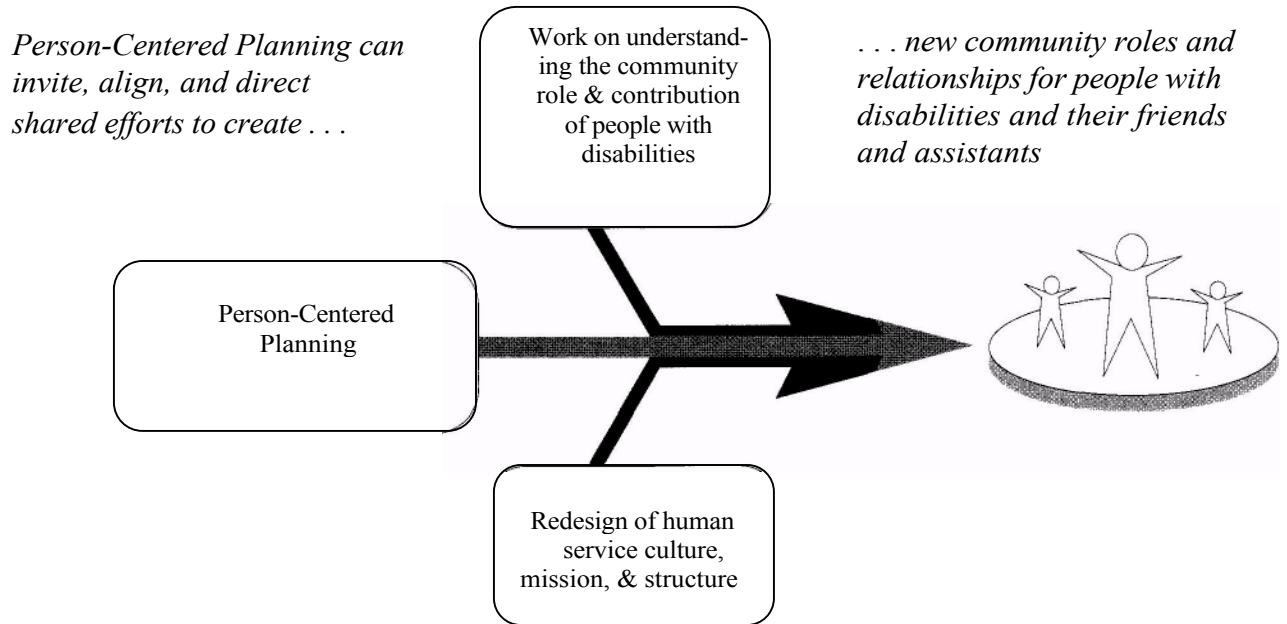 Person-Centered Planning can
invite, align, and direct
shared efforts to create . . .
Work on understand-
ing the community
role & contribution
of people with
disabilities
. . . new community roles and
relationships for people with
disabilities and their friends
and assistants
Person-Centered
Planning
Redesign of human
service culture,
mission, & structure